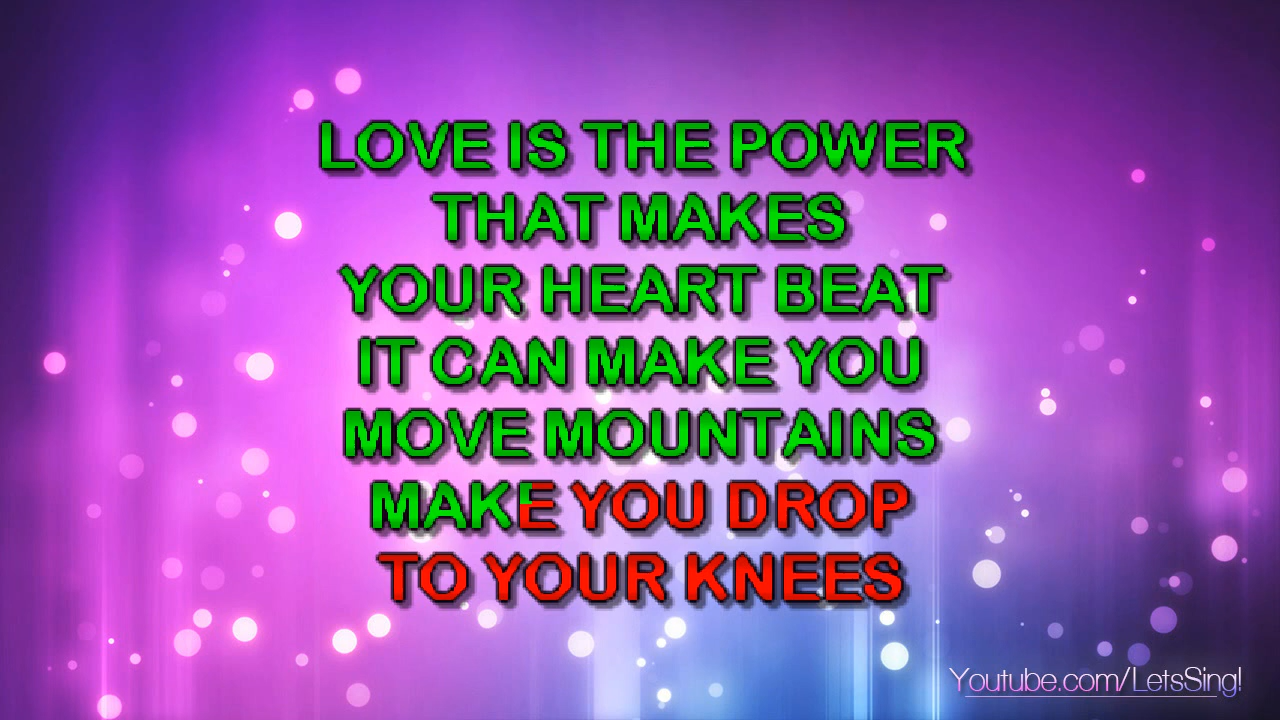 LOVE IS THE POWER
THAT MAKES
YOUR HEART BEAT
IT CAN MAKE YOU
MOVE MOUNTAINS
MAKE YOU DROP
TO YOUR KNEES
Youtube.com/LetsSing!